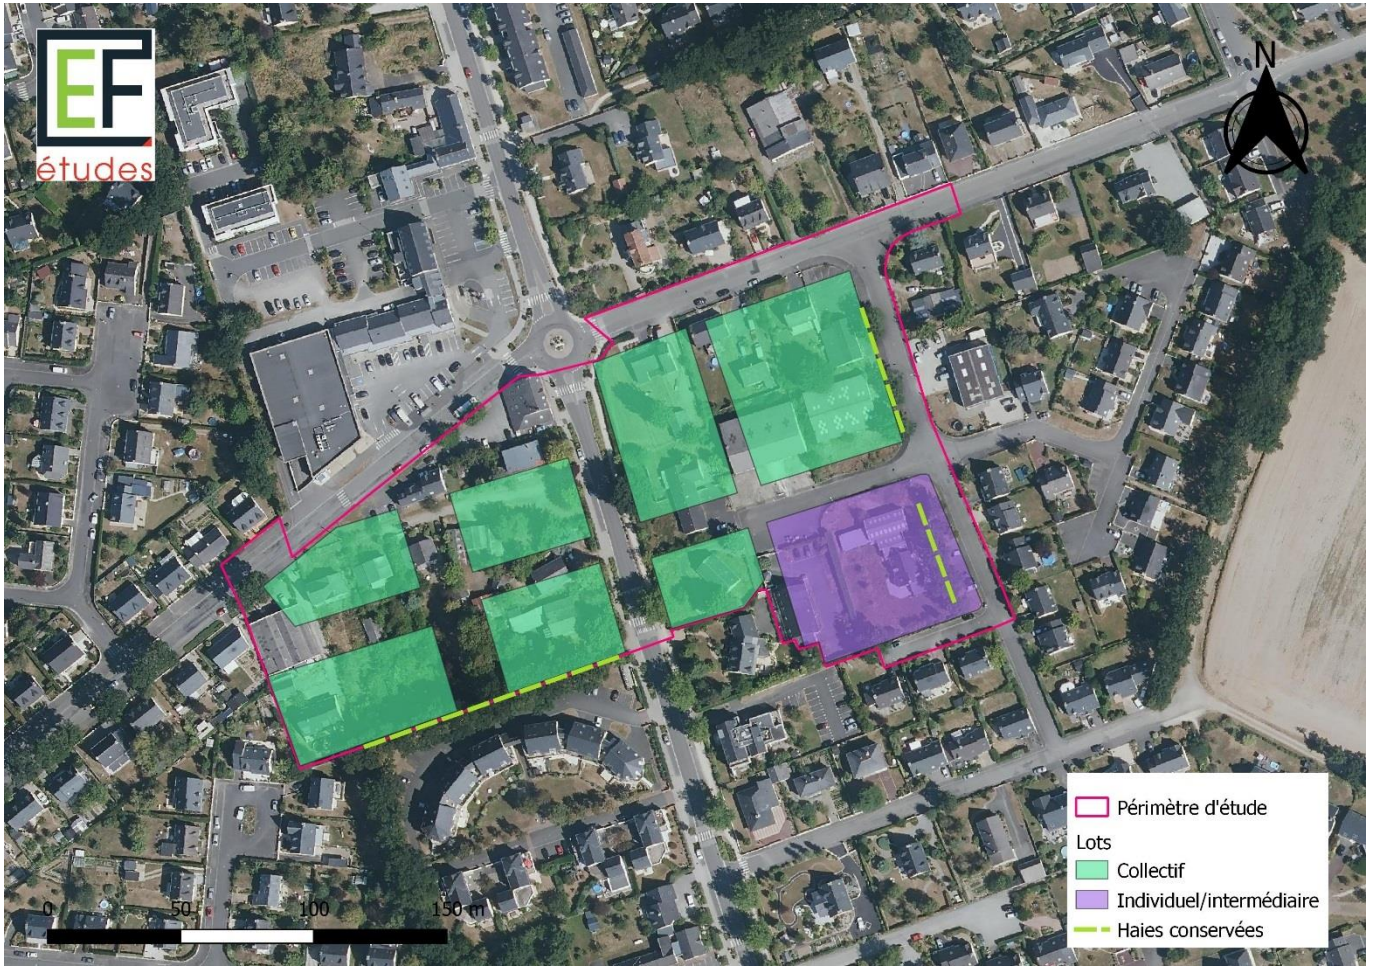 EF
études
N
Périmètre d'étude
Lots
Collectif
Individuel/intermédiaire
Haies conservées
0 50 100 150 m